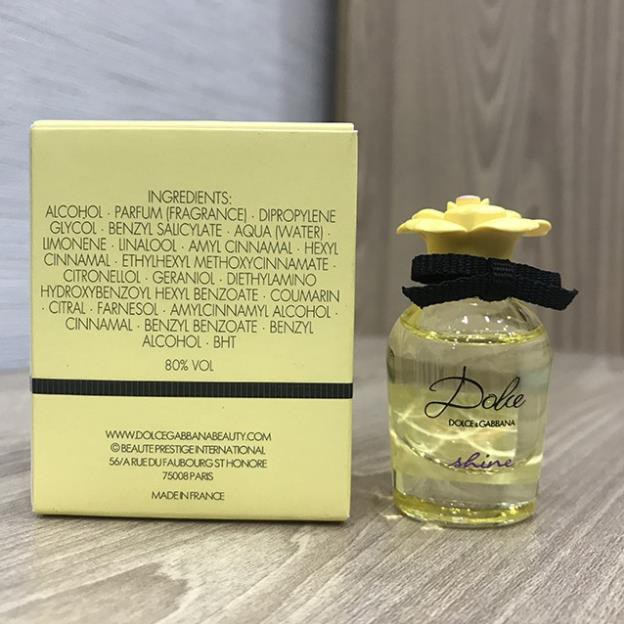 INGREDIENTS:
ALCOHOL · PARFUM (FRAGRANCE) · DIPROPYLENE
GLYCOL · BENZYL SALICYLATE · AQUA (WATER) ·
LIMONENE · LINALOOL · AMYL CINNAMAL · HEXYL
CINNAMAL · ETHYLHEXYL METHOXYCINNAMATE ·
CITRONELLOL · GERANIOL · DIETHYLAMINO
HYDROXYBENZOYL HEXYL BENZOATE · COUMARIN
· CITRAL · FARNESOL · AMYLCINNAMYL ALCOHOL ·
CINNAMAL · BENZYL BENZOATE · BENZYL
ALCOHOL · BHT
80% VOL
WWW.DOLCEGABBANABEAUTY.COM
© BEAUTE PRESTIGE INTERNATIONAL
56/A RUE DU FAUBOURG ST HONORE
75008 PARIS
MADE IN FRANCE
Dolce
DOLCE & GABBANA
shine